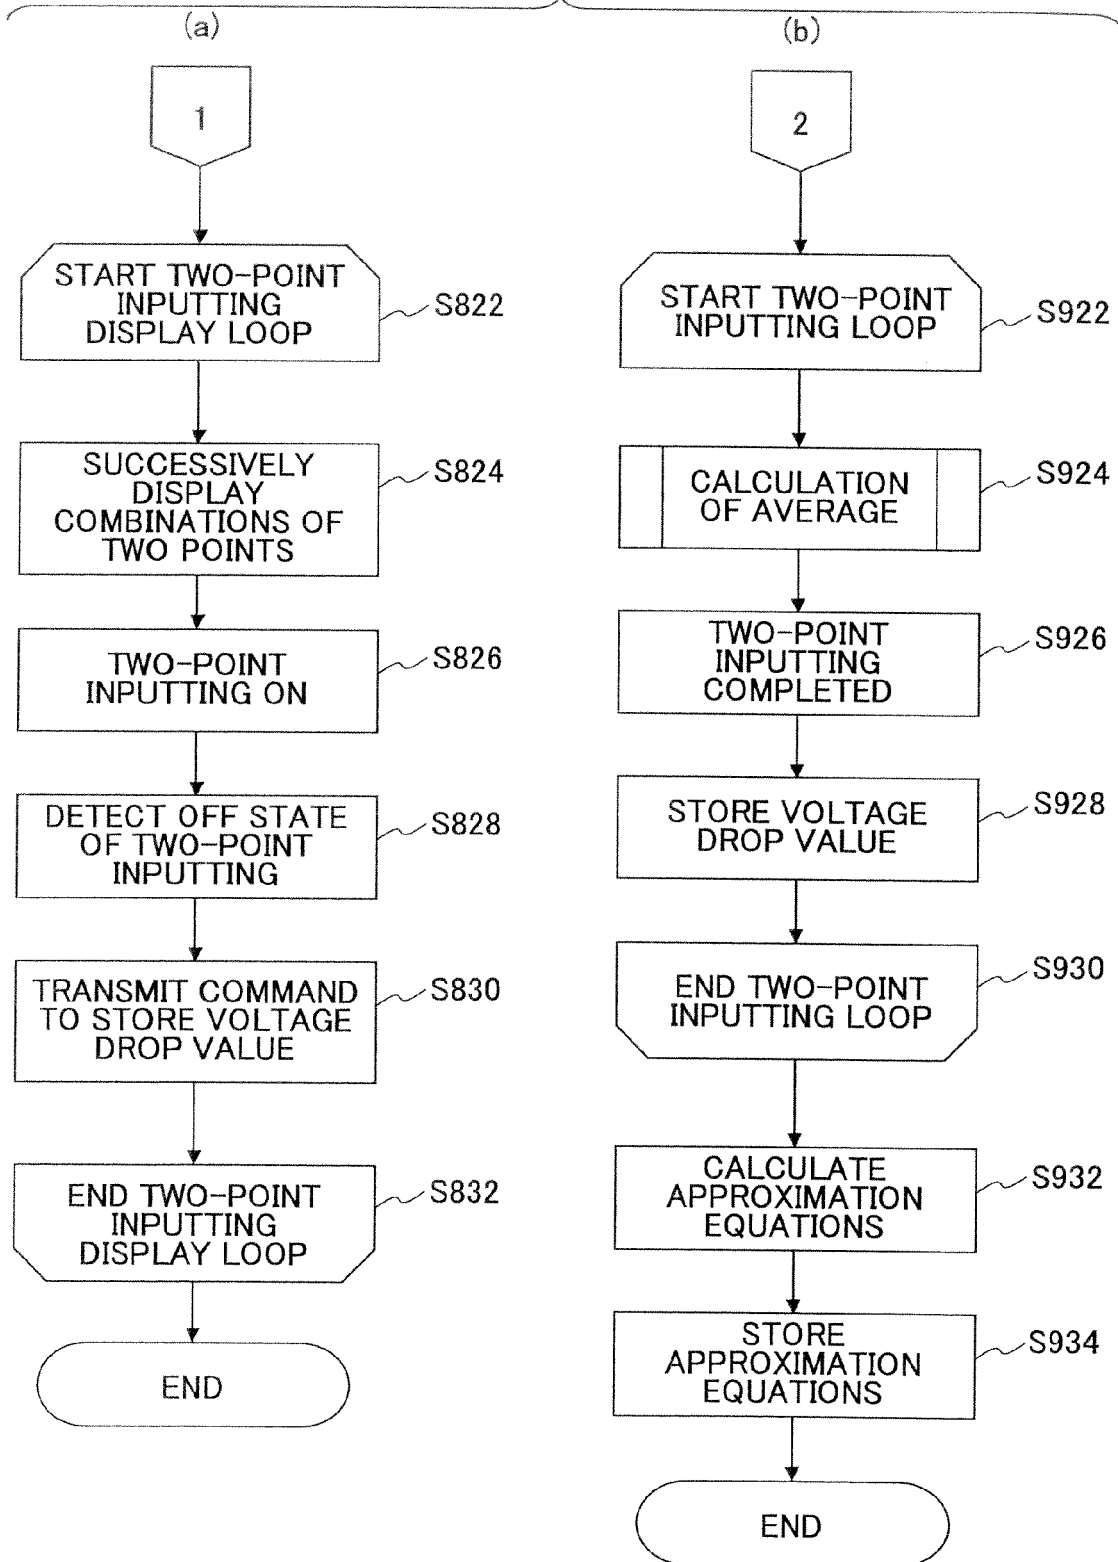 (a)
1
START TWO-POINT
INPUTTING
DISPLAY LOOP
S822
SUCCESSIVELY
DISPLAY
COMBINATIONS OF
TWO POINTS
S824
TWO-POINT
INPUTTING ON
S826
DETECT OFF STATE
OF TWO-POINT
INPUTTING
S828
TRANSMIT COMMAND
TO STORE VOLTAGE
DROP VALUE
S830
END TWO-POINT
INPUTTING
DISPLAY LOOP
S832
END
(b)
2
START TWO-POINT
INPUTTING LOOP
S922
CALCULATION
OF AVERAGE
S924
TWO-POINT
INPUTTING
COMPLETED
S926
STORE VOLTAGE
DROP VALUE
S928
END TWO-POINT
INPUTTING LOOP
S930
CALCULATE
APPROXIMATION
EQUATIONS
S932
STORE
APPROXIMATION
EQUATIONS
S934
END